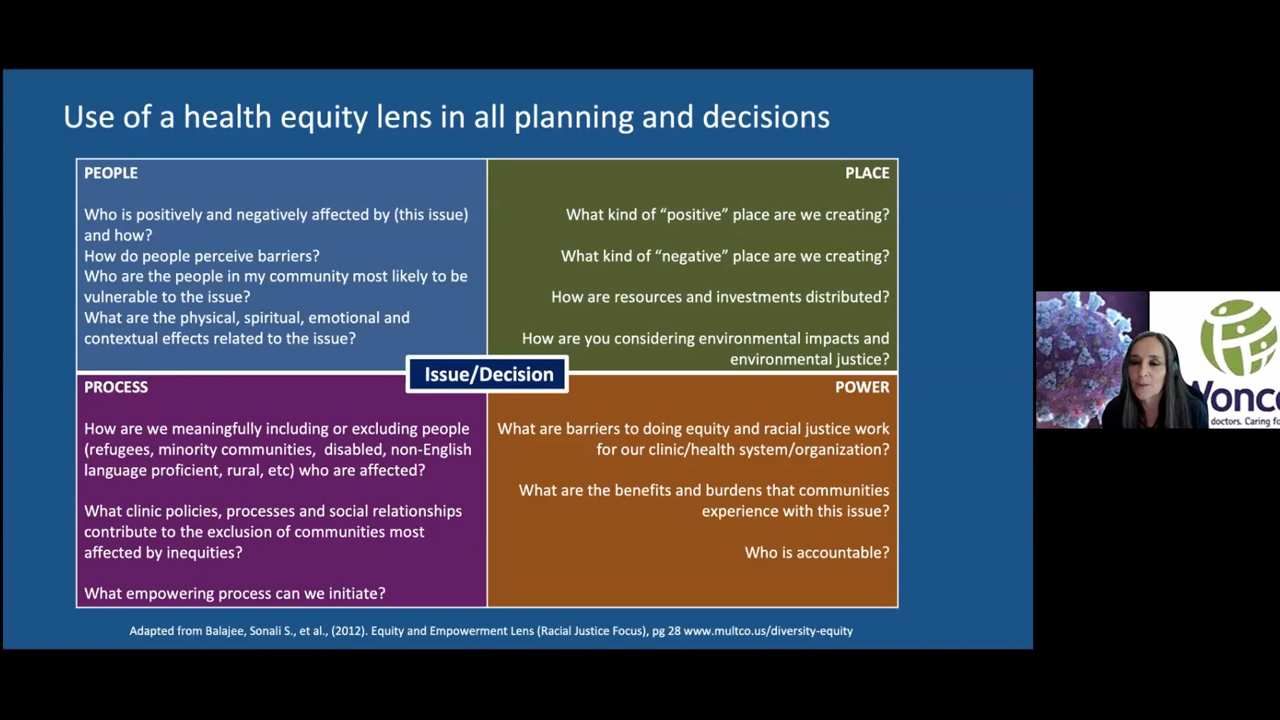 Use of a health equity lens in all planning and decisions
PEOPLE
Who is positively and negatively affected by (this issue)
and how?
How do people perceive barriers?
Who are the people in my community most likely to be
vulnerable to the issue?
What are the physical, spiritual, emotional and
contextual effects related to the issue?
PLACE
What kind of “positive” place are we creating?
What kind of “negative” place are we creating?
How are resources and investments distributed?
How are you considering environmental impacts and
environmental justice?
Issue/Decision
PROCESS
How are we meaningfully including or excluding people
(refugees, minority communities, disabled, non-English
language proficient, rural, etc) who are affected?
What clinic policies, processes and social relationships
contribute to the exclusion of communities most
affected by inequities?
What empowering process can we initiate?
POWER
What are barriers to doing equity and racial justice work
for our clinic/health system/organization?
What are the benefits and burdens that communities
experience with this issue?
Who is accountable?
Adapted from Balajee, Sonali S., et al., (2012). Equity and Empowerment Lens (Racial Justice Focus), pg 28 www.multco.us/diversity-equity
doctors. Caring